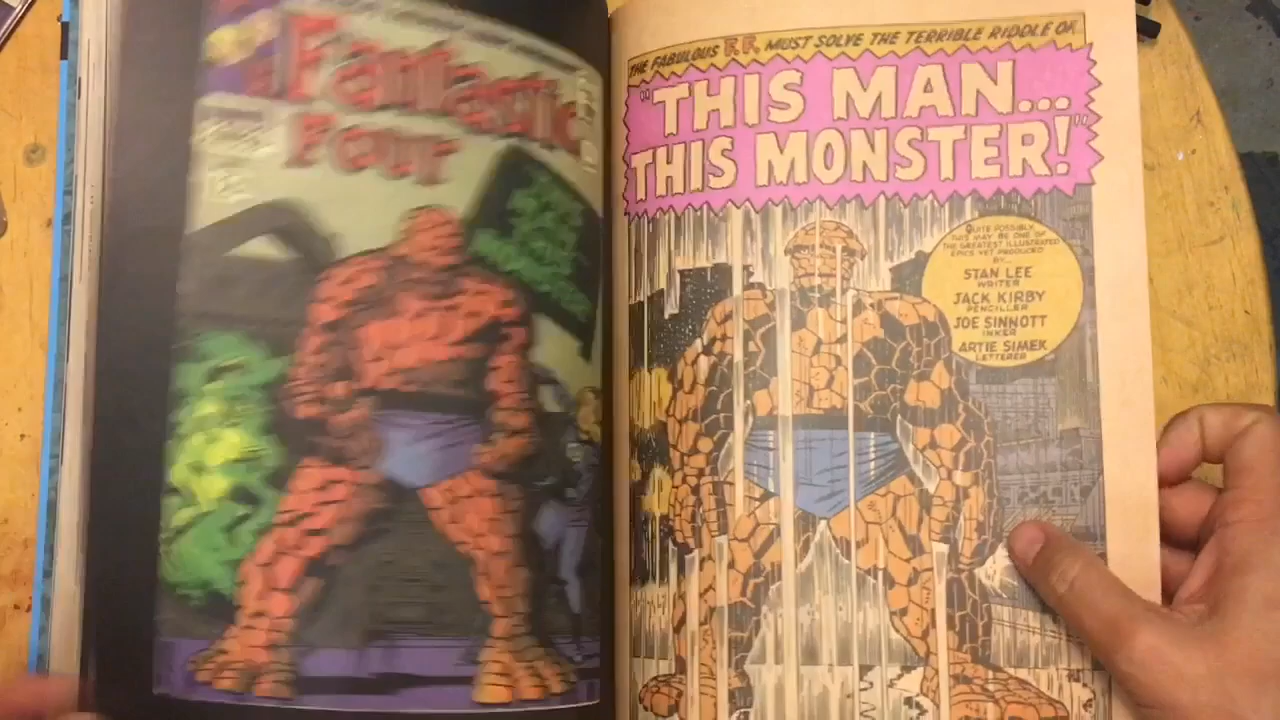 Fantastic
Four
THE FABULOUS F.F. MUST SOLVE THE TERRIBLE RIDDLE OF
"THIS MAN...
THIS MONSTER!"
QUITE POSSIBLY,
THIS MAY BE ONE OF
THE GREATEST ILLUSTRATED
EPICS YET PRODUCED
BY...
STAN LEE
WRITER
JACK KIRBY
PENCILLER
JOE SINNOTT
INKER
ARTIE SIMEK
LETTERER